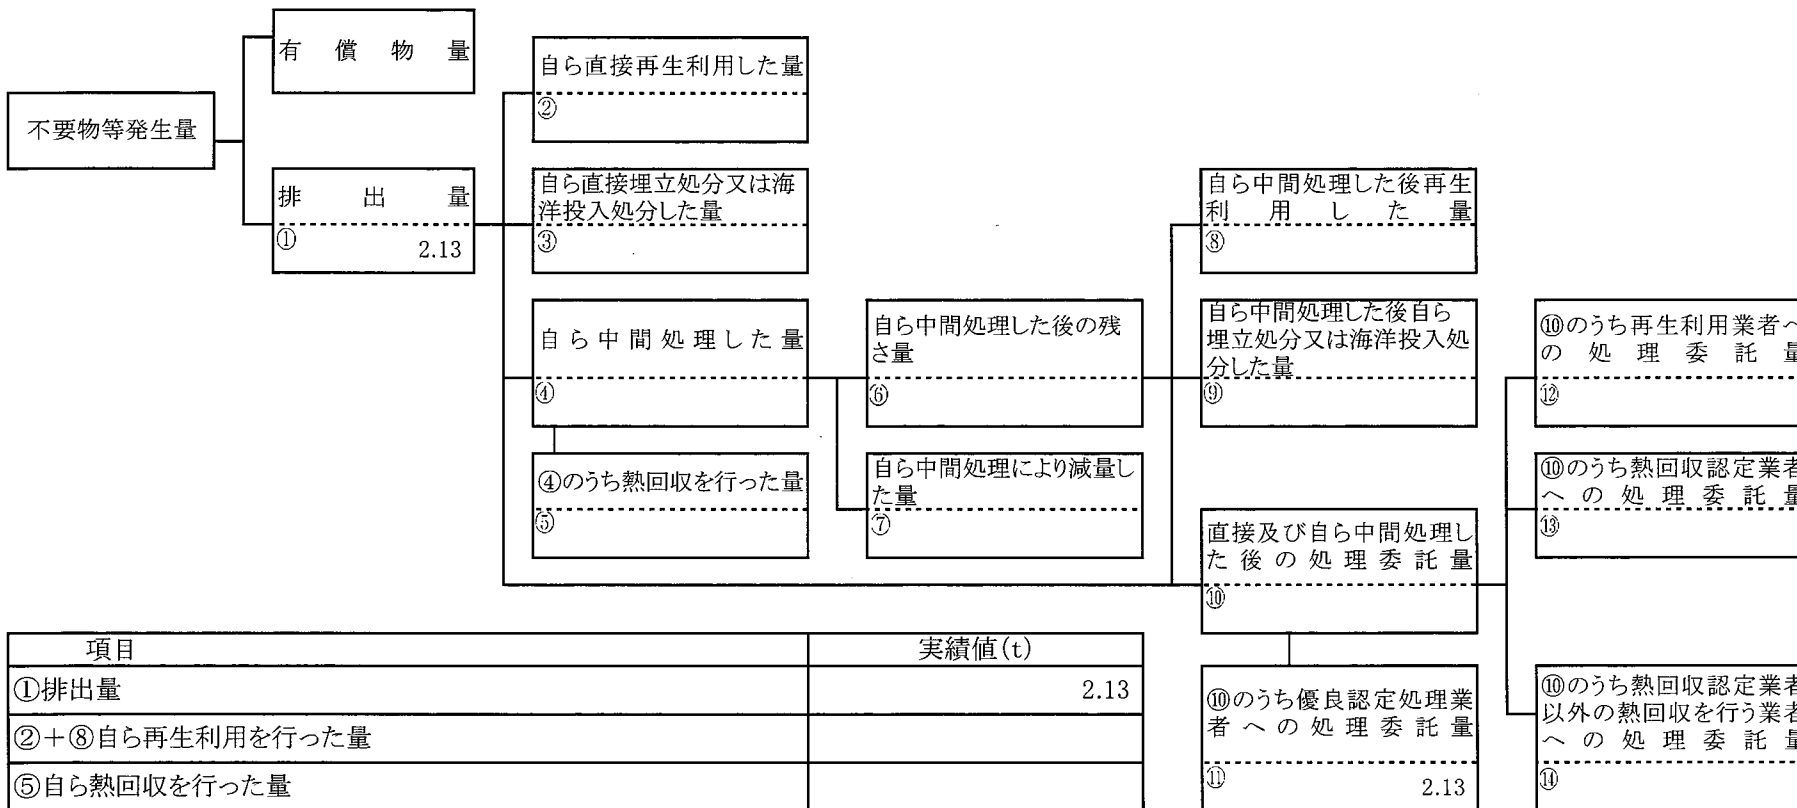 有償物量
不要物等発生量
排出量
①
2.13
自ら直接再生利用した量
②
自ら直接埋立処分又は海
洋投入処分した量
③
自ら中間処理した量
④
④のうち熱回収を行った量
⑤
自ら中間処理した後の残
さ量
⑥
自ら中間処理により減量し
た量
⑦
自ら中間処理した後再生
利用した量
⑧
自ら中間処理した後自ら
埋立処分又は海洋投入処
分した量
⑨
直接及び自ら中間処理し
た後の処理委託量
⑩
⑩のうち優良認定処理業
者への処理委託量
⑪
2.13
⑩のうち再生利用業者へ
の処理委託量
⑫
⑩のうち熱回収認定業者
への処理委託量
⑬
⑩のうち熱回収認定業者
以外の熱回収を行う業者
への処理委託量
⑭
項目 実績値(t)
①排出量 2.13
②+⑧自ら再生利用を行った量
⑤自ら熱回収を行った量